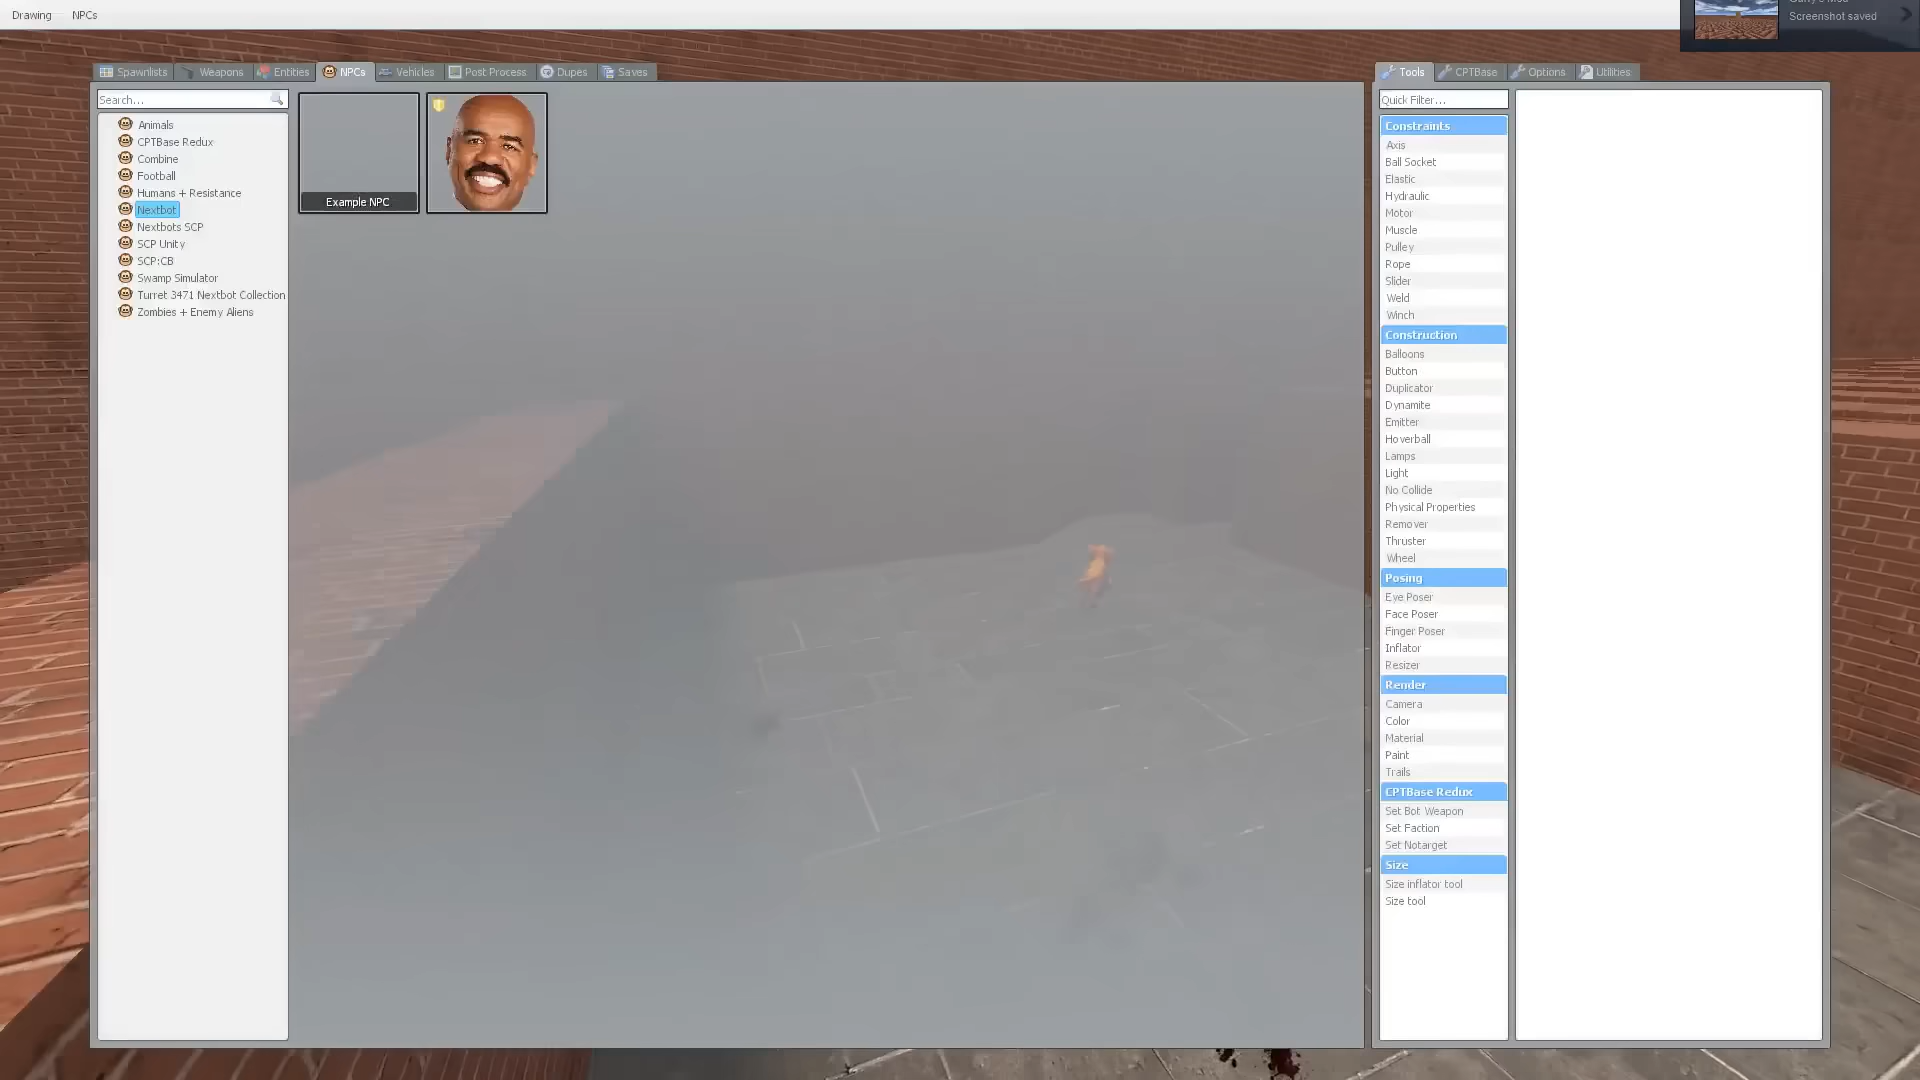 Drawing NPCs
Screenshot saved
Spawnlists Weapons Entities NPCs Vehicles Post Process Dupes Saves
Tools CPTBase Options Utilities
Search...
Animals
CPTBase Redux
Combine
Football
Humans + Resistance
Nextbot
Nextbots SCP
SCP Unity
SCP:CB
Swamp Simulator
Turret 3471 Nextbot Collection
Zombies + Enemy Aliens
Example NPC
Quick Filter...
Constraints
Axis
Ball Socket
Elastic
Hydraulic
Motor
Muscle
Pulley
Rope
Slider
Weld
Winch
Construction
Balloons
Button
Duplicator
Dynamite
Emitter
Hoverball
Lamps
Light
No Collide
Physical Properties
Remover
Thruster
Wheel
Posing
Eye Poser
Face Poser
Finger Poser
Inflator
Resizer
Render
Camera
Color
Material
Paint
Trails
CPTBase Redux
Set Bot Weapon
Set Faction
Set Notarget
Size
Size inflator tool
Size tool